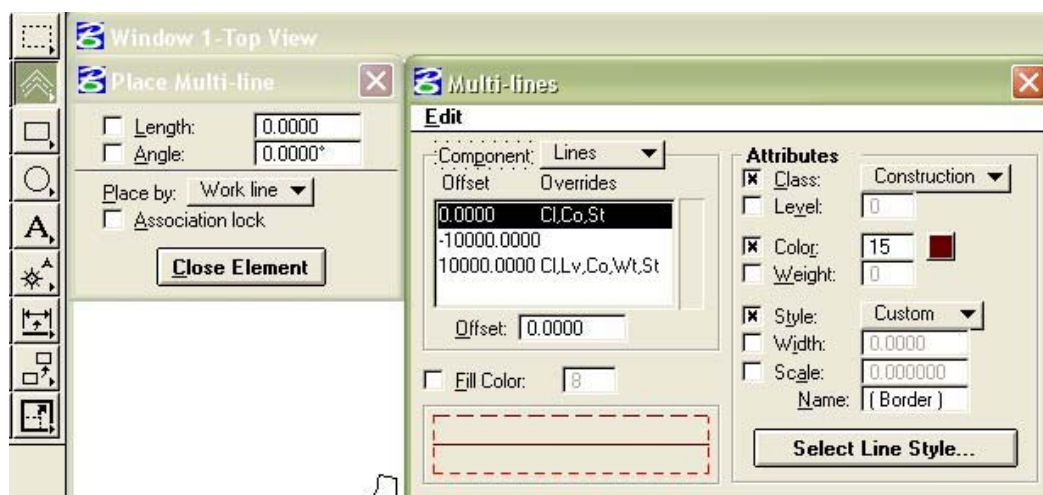 Window 1-Top View
Place Multi-line
Length: 0.0000
Angle: 0.0000°
Place by: Work line
Association lock
Close Element
A
A
Multi-lines
Edit
Component: Lines
Offset Overrides
0.0000 Cl,Co,St
-10000.0000
10000.0000 Cl,Lv,Co,Wt,St
Offset: 0.0000
Fill Color: 8
Attributes
Class: Construction
Level: 0
Color: 15
Weight: 0
Style: Custom
Width: 0.0000
Scale: 0.000000
Name: ( Border )
Select Line Style...